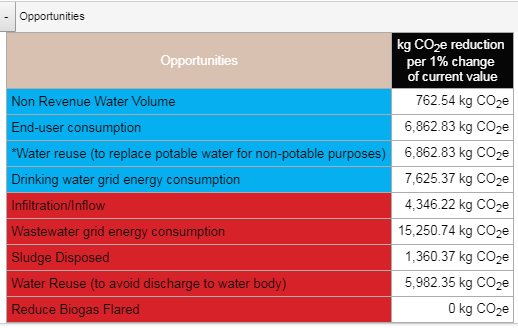 - Opportunities
Opportunities
kg CO₂e reduction
per 1% change
of current value
Non Revenue Water Volume 762.54 kg CO₂e
End-user consumption 6,862.83 kg CO₂e
*Water reuse (to replace potable water for non-potable purposes) 6,862.83 kg CO₂e
Drinking water grid energy consumption 7,625.37 kg CO₂e
Infiltration/Inflow 4,346.22 kg CO₂e
Wastewater grid energy consumption 15,250.74 kg CO₂e
Sludge Disposed 1,360.37 kg CO₂e
Water Reuse (to avoid discharge to water body) 5,982.35 kg CO₂e
Reduce Biogas Flared 0 kg CO₂e